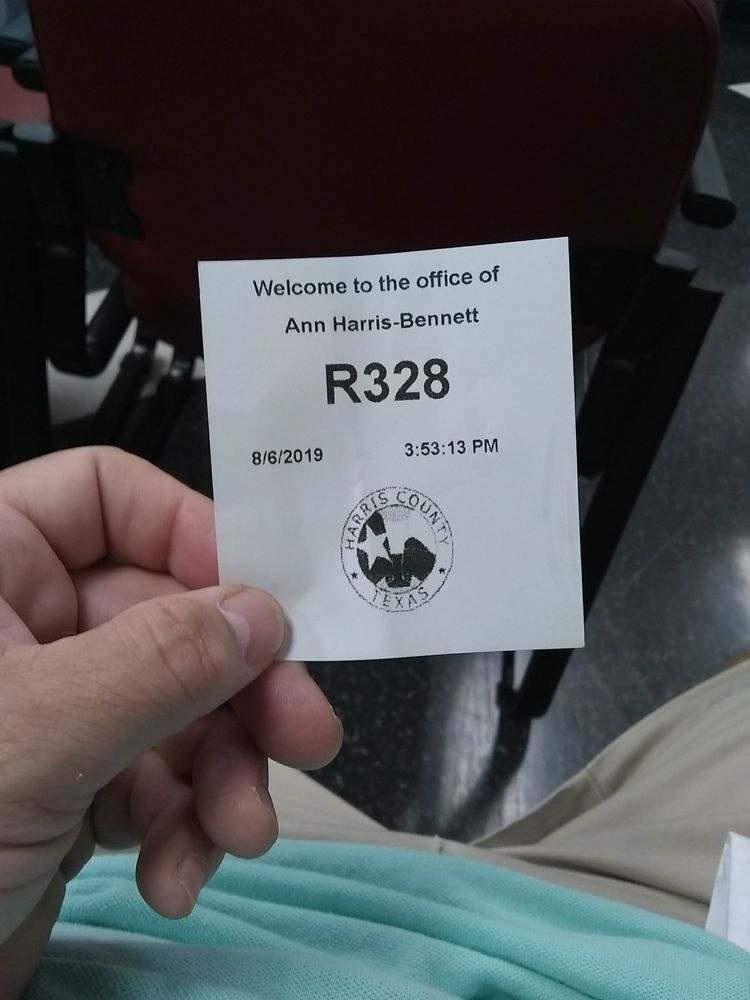 Welcome to the office of
Ann Harris-Bennett
R328
8/6/2019 3:53:13 PM
HARRIS COUNTY
TEXAS